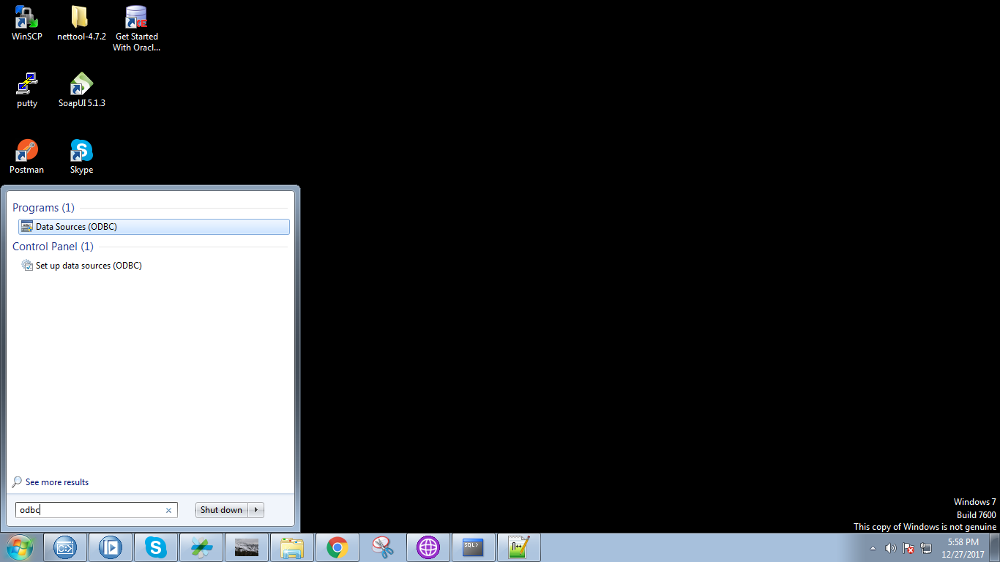 WinSCP
nettool-4.7.2
Get Started
With Oracl...
putty
SoapUI 5.1.3
Postman
Skype
Programs (1)
Data Sources (ODBC)
Control Panel (1)
Set up data sources (ODBC)
See more results
odbc
Shut down
Windows 7
Build 7600
This copy of Windows is not genuine
C:\
SQL>
5:58 PM
12/27/2017